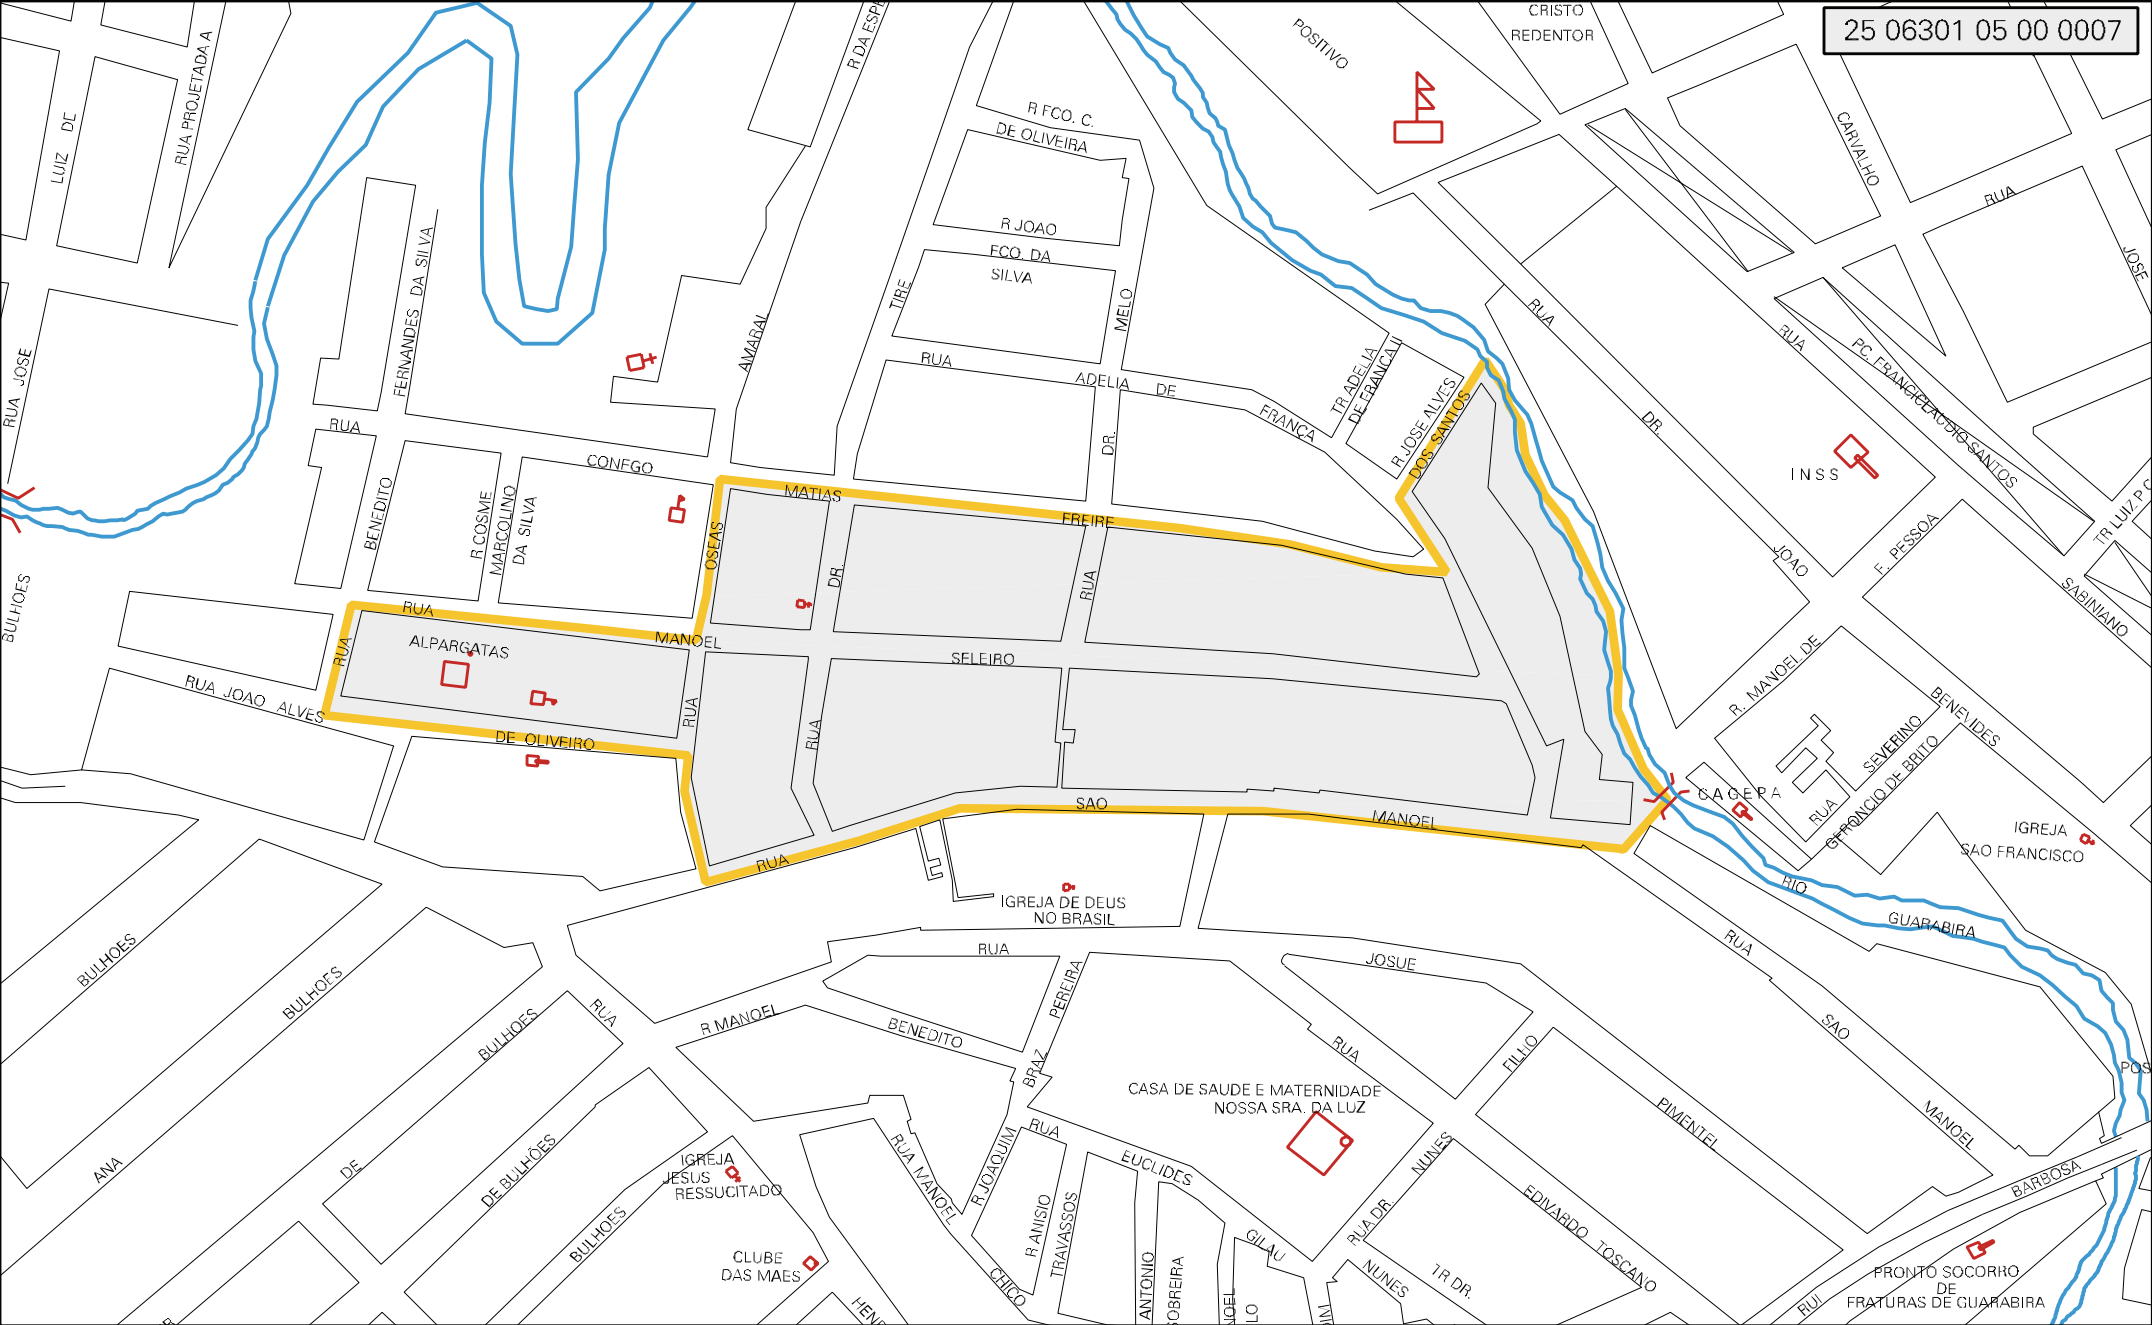 25 06301 05 00 0007
CRISTO
REDENTOR
POSITIVO
R DA ESPE
LUIZ DE
RUA PROJETADA A
R FCO. C.
DE OLIVEIRA
CARVALHO
RUA
JOSE
R JOAO
FCO. DA
SILVA
TIRE
MELO
AMARAL
FERNANDES DA SILVA
RUA JOSE
RUA
RUA
ADELIA DE
FRANÇA
TR ADELIA
DE FRANCA
R JOSE ALVES
DOS SANTOS
RUA
DR.
RUA
PC. FRANCICLAUDIO SANTOS
INSS
TR LUIZ P C
CONEGO
MATIAS
FREIRE
DR.
BENEDITO
R COSME
MARCOLINO
DA SILVA
OSEAS
DR.
RUA
JOAO
F. PESSOA
SABINIANO
BULHOES
RUA
RUA
MANOEL
SELEIRO
ALPARGATAS
RUA JOAO ALVES
DE OLIVEIRO
RUA
RUA
R. MANOEL DE
BENEVIDES
SEVERINO
GERONCIO DE BRITO
RUA
CAGEPA
IGREJA
SAO FRANCISCO
RUA
SAO
MANOEL
IGREJA DE DEUS
NO BRASIL
RIO
GUARABIRA
BULHOES
BULHOES
BULHOES
RUA
RUA
JOSUE
RUA
SAO
MANOEL
R MANOEL
BENEDITO
PEREIRA
BRAZ
R JOAQUIM
RUA
FILHO
PIMENTEL
POS
CASA DE SAUDE E MATERNIDADE
NOSSA SRA. DA LUZ
ANA
DE
DE BULHÕES
BULHOES
IGREJA
JESUS
RESSUCITADO
RUA MANOEL
CHICO
RUA
EUCLIDES
GILAU
R ANISIO
TRAVASSOS
ANTONIO
SOBREIRA
NUNES
RUA DR.
NUNES
TR DR.
EDIVARDO TOSCANO
BARBOSA
RUI
CLUBE
DAS MAES
PRONTO SOCORRO
DE
FRATURAS DE GUARABIRA